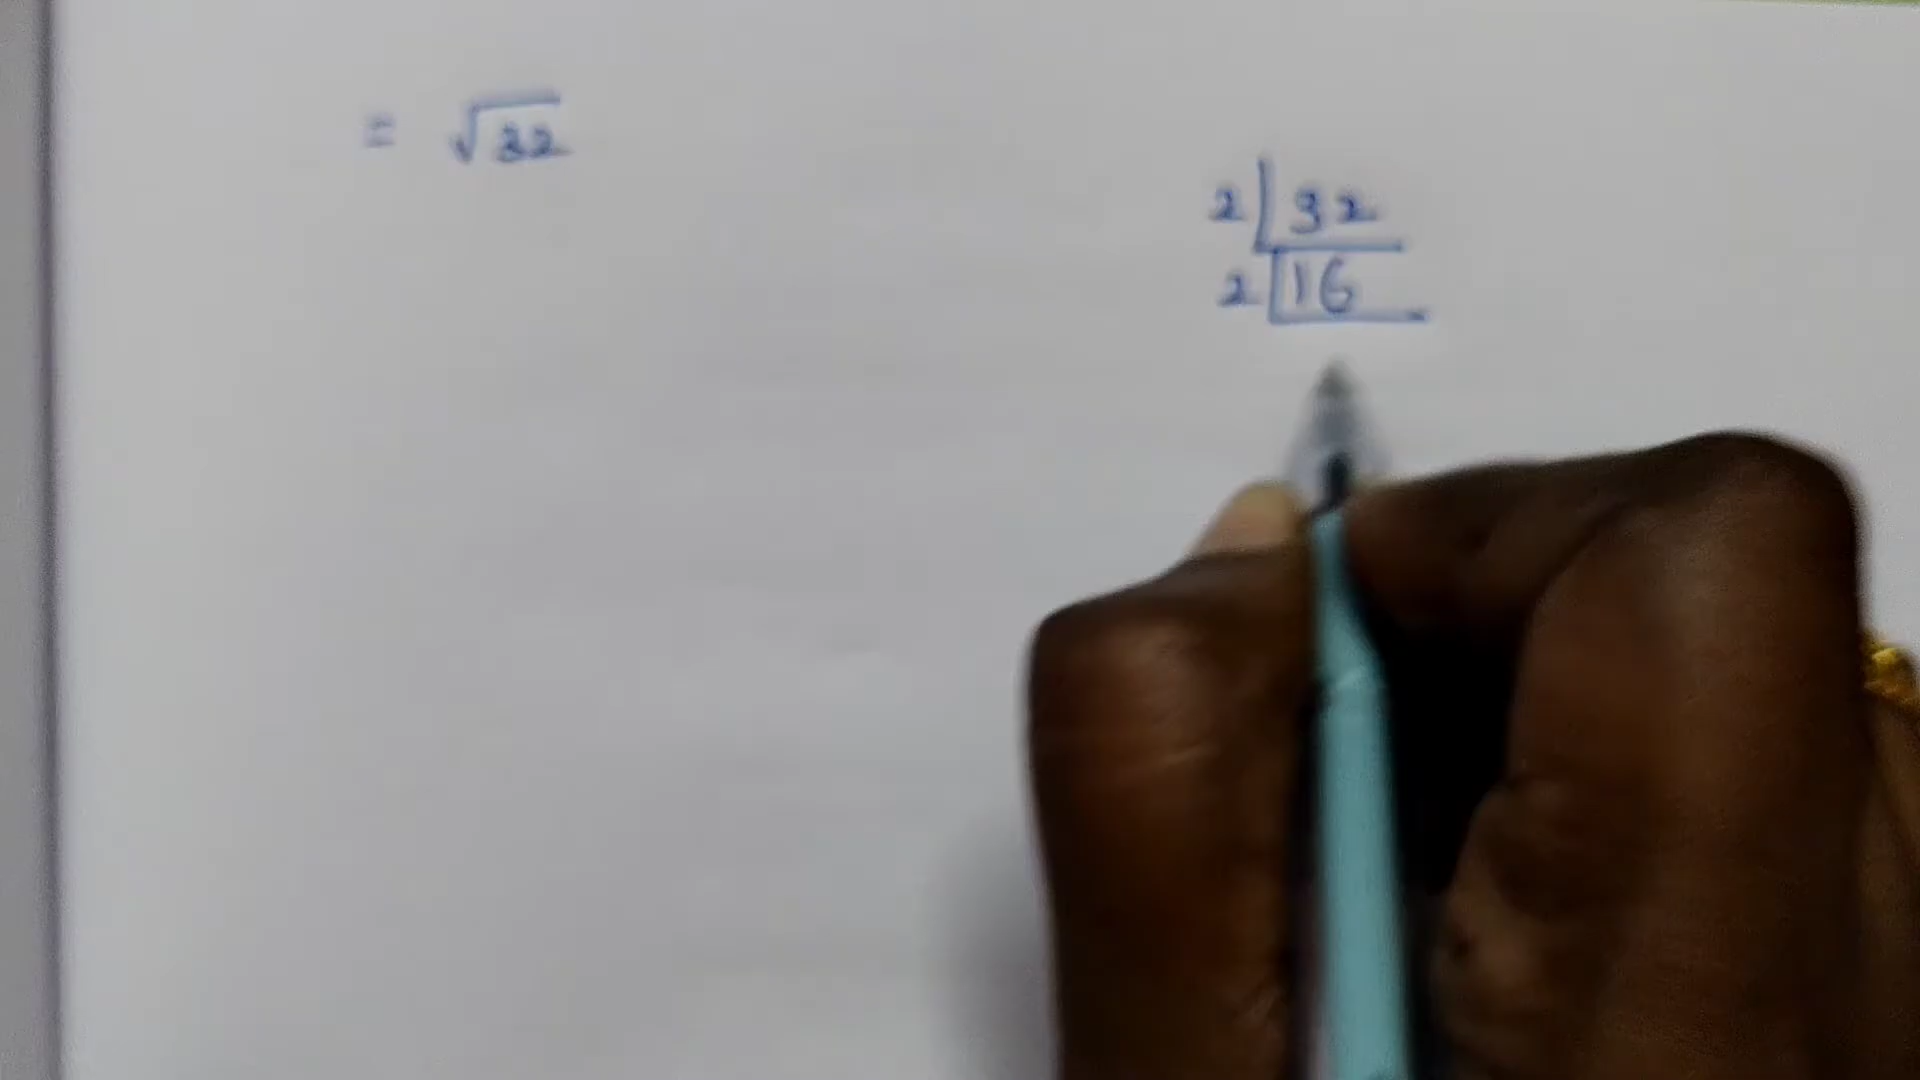 = √32
2 | 32
2 | 16